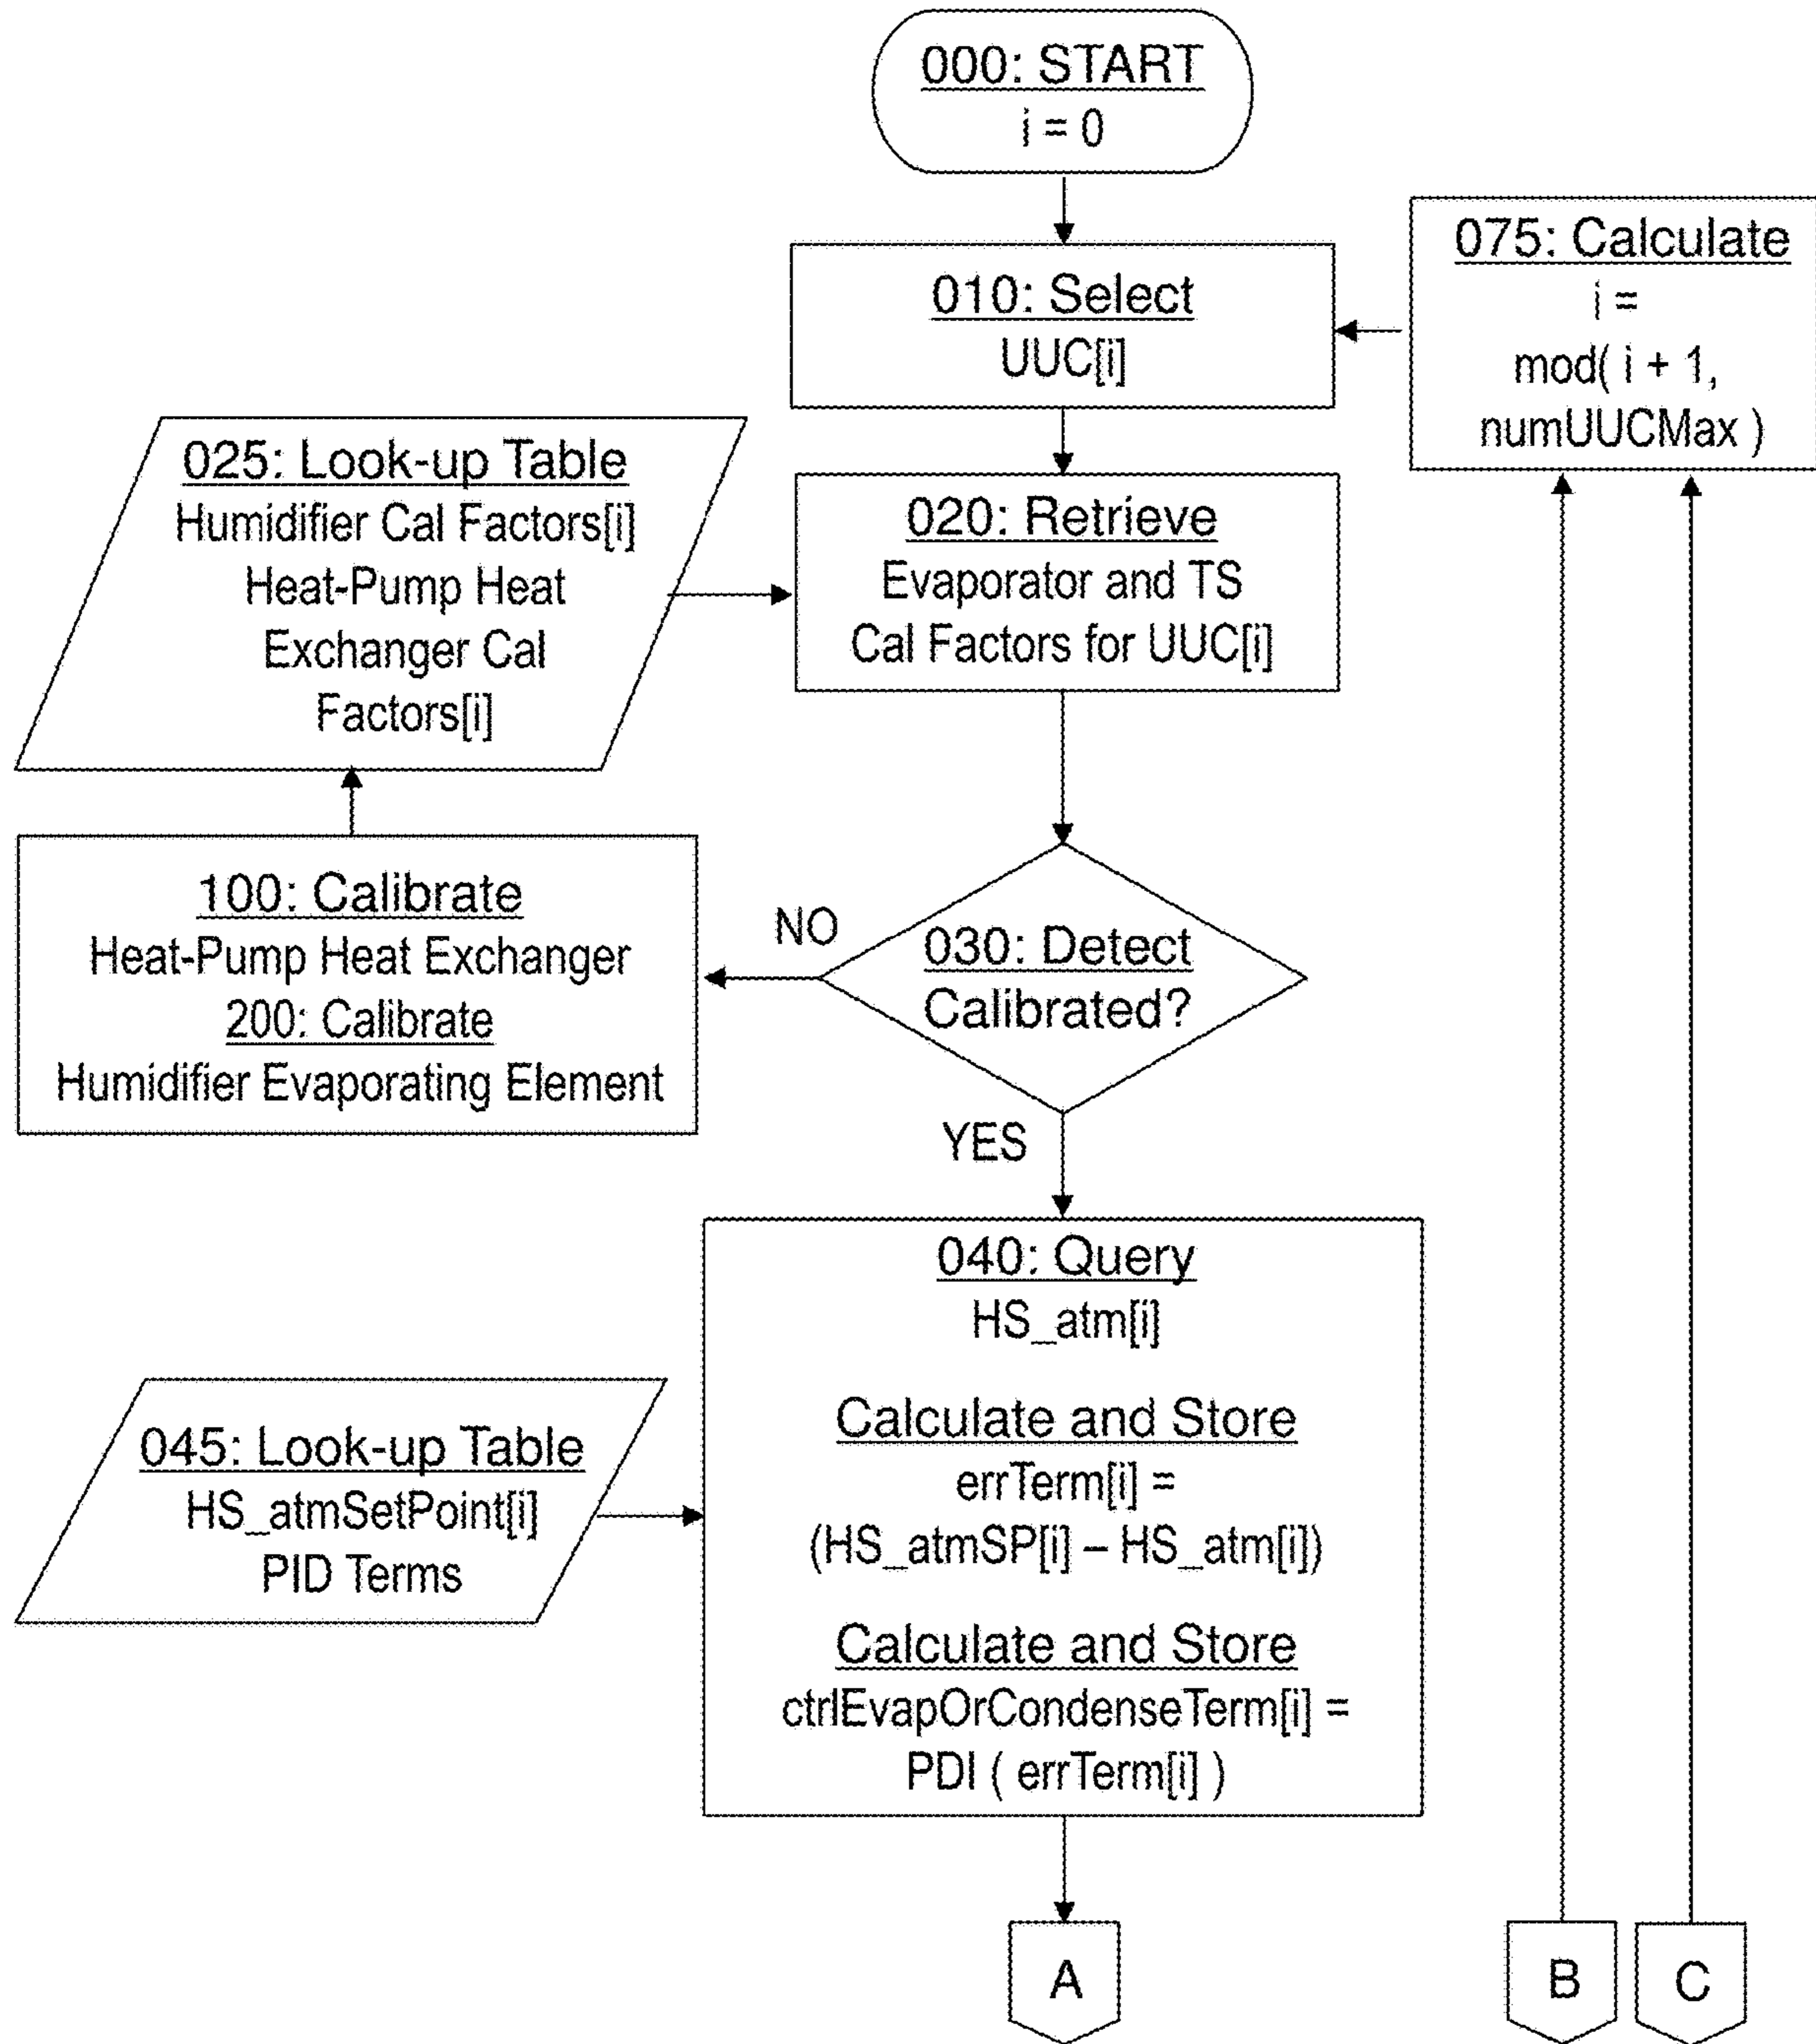 000: START
i = 0
075: Calculate
i =
mod( i + 1,
numUUCMax )
010: Select
UUC[i]
025: Look-up Table
Humidifier Cal Factors[i]
Heat-Pump Heat
Exchanger Cal
Factors[i]
020: Retrieve
Evaporator and TS
Cal Factors for UUC[i]
100: Calibrate
Heat-Pump Heat Exchanger
200: Calibrate
Humidifier Evaporating Element
NO
030: Detect
Calibrated?
YES
040: Query
HS_atm[i]
Calculate and Store
errTerm[i] =
(HS_atmSP[i] – HS_atm[i])
Calculate and Store
ctrlEvapOrCondenseTerm[i] =
PDI ( errTerm[i] )
045: Look-up Table
HS_atmSetPoint[i]
PID Terms
A
B
C